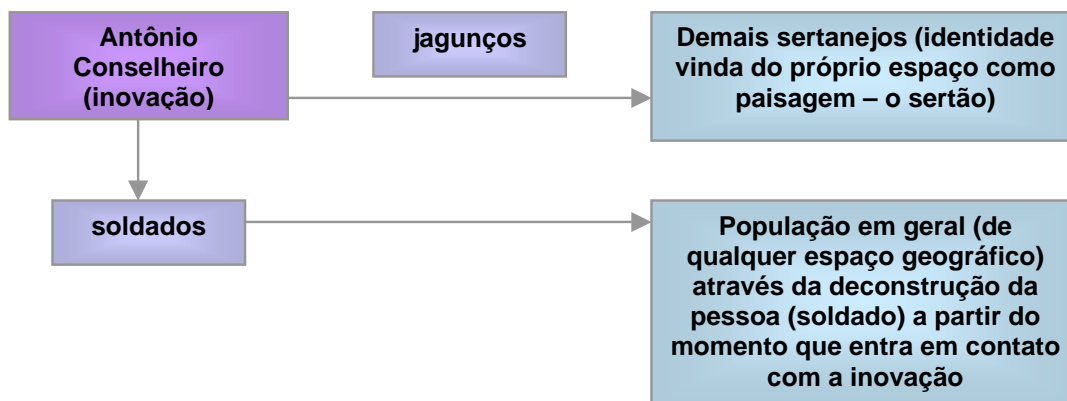 Antônio
Conselheiro
(inovação)
jagunços
Demais sertanejos (identidade
vinda do próprio espaço como
paisagem – o sertão)
soldados
População em geral (de
qualquer espaço geográfico)
através da deconstrução da
pessoa (soldado) a partir do
momento que entra em contato
com a inovação